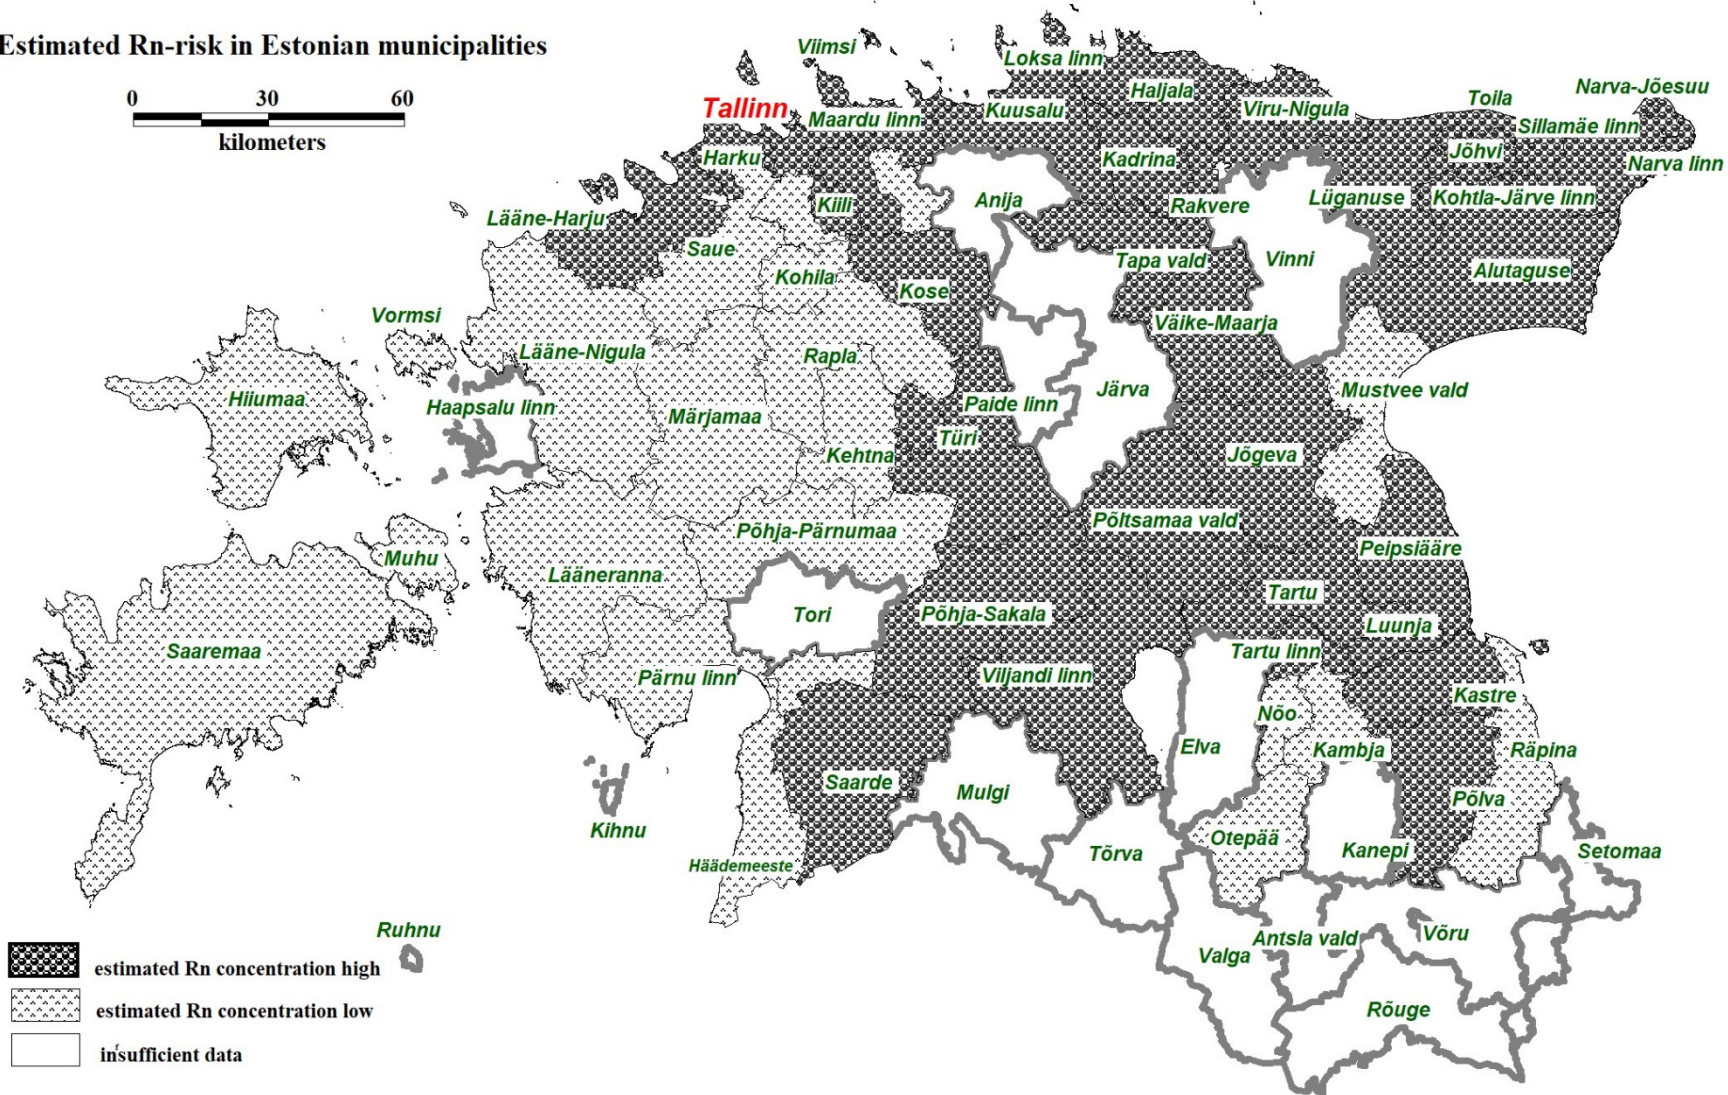 Estimated Rn-risk in Estonian municipalities
0 30 60
kilometers
Viimsi
Loksa linn
Tallinn
Maardu linn
Kuusalu
Haljala
Viru-Nigula
Toila
Narva-Jõesuu
Sillamäe linn
Harku
Kadrina
Jõhvi
Narva linn
Lääne-Harju
Kiili
Anija
Rakvere
Lüganuse
Kohtla-Järve linn
Saue
Kohila
Kose
Tapa vald
Vinni
Alutaguse
Vormsi
Lääne-Nigula
Rapla
Väike-Maarja
Hiiumaa
Haapsalu linn
Märjamaa
Paide linn
Järva
Mustvee vald
Kehtna
Türi
Jõgeva
Põhja-Pärnumaa
Põltsamaa vald
Peipsiääre
Muhu
Lääneranna
Tori
Põhja-Sakala
Tartu
Luunja
Saaremaa
Pärnu linn
Viljandi linn
Tartu linn
Kastre
Nõo
Elva
Kambja
Räpina
Saarde
Mulgi
Põlva
Kihnu
Häädemeeste
Tõrva
Otepää
Kanepi
Setomaa
Ruhnu
Valga
Antsla vald
Võru
Rõuge
estimated Rn concentration high
estimated Rn concentration low
insufficient data